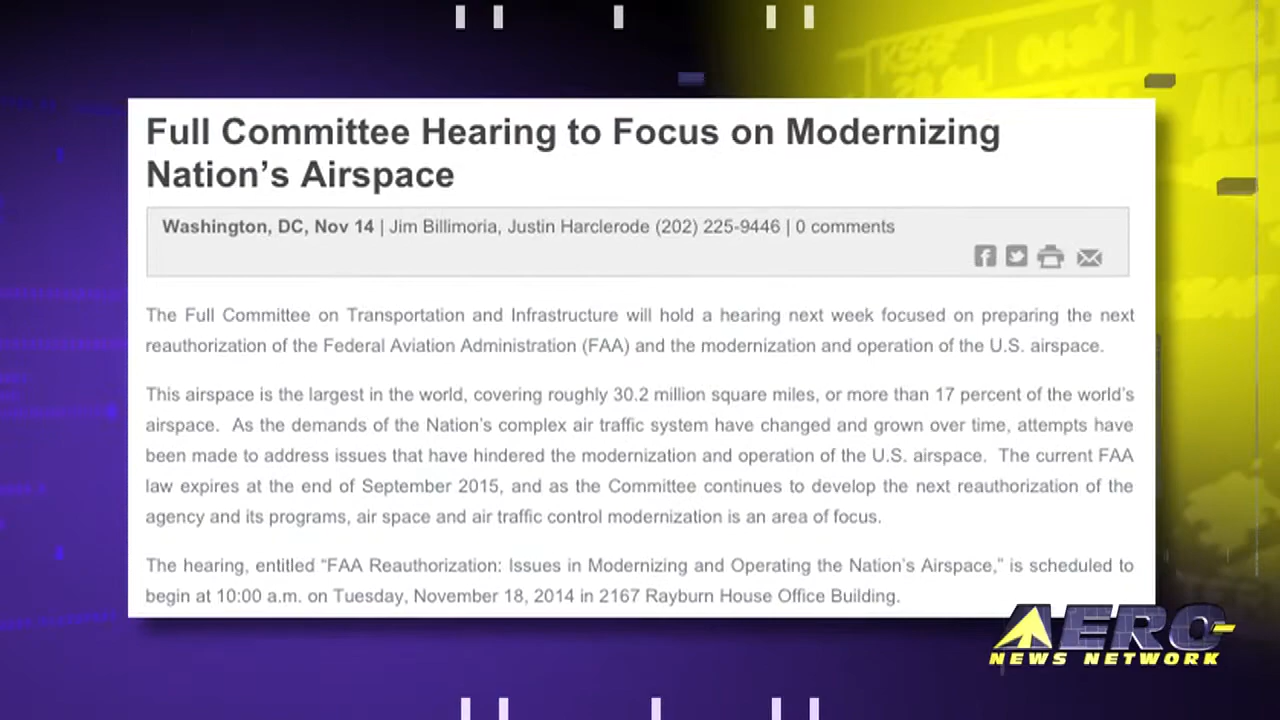 Full Committee Hearing to Focus on Modernizing
Nation’s Airspace
Washington, DC, Nov 14 | Jim Billimoria, Justin Harclerode (202) 225-9446 | 0 comments
The Full Committee on Transportation and Infrastructure will hold a hearing next week focused on preparing the next
reauthorization of the Federal Aviation Administration (FAA) and the modernization and operation of the U.S. airspace.
This airspace is the largest in the world, covering roughly 30.2 million square miles, or more than 17 percent of the world’s
airspace.  As the demands of the Nation’s complex air traffic system have changed and grown over time, attempts have
been made to address issues that have hindered the modernization and operation of the U.S. airspace.  The current FAA
law expires at the end of September 2015, and as the Committee continues to develop the next reauthorization of the
agency and its programs, air space and air traffic control modernization is an area of focus.
The hearing, entitled “FAA Reauthorization: Issues in Modernizing and Operating the Nation’s Airspace,” is scheduled to
begin at 10:00 a.m. on Tuesday, November 18, 2014 in 2167 Rayburn House Office Building.
AERO-
NEWS NETWORK